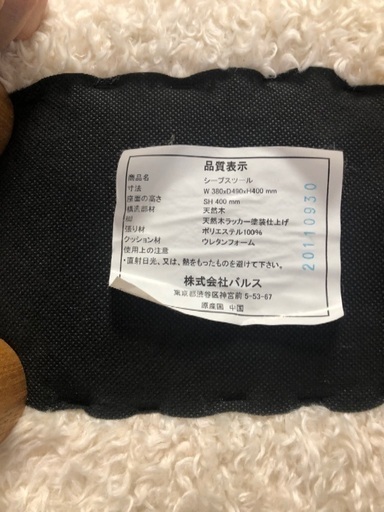 品質表示
商品名 シープスツール
寸法 W 380xD490xH400 mm
座面の高さ SH 400 mm
構造部材 天然木
脚 天然木ラッカー塗装仕上げ
張り材 ポリエステル100%
クッション材 ウレタンフォーム
使用上の注意
・直射日光、又は、熱をもったものを避けて下さい。
株式会社バルス
東京都渋谷区神宮前 5-53-67
原産国 中国
20110930